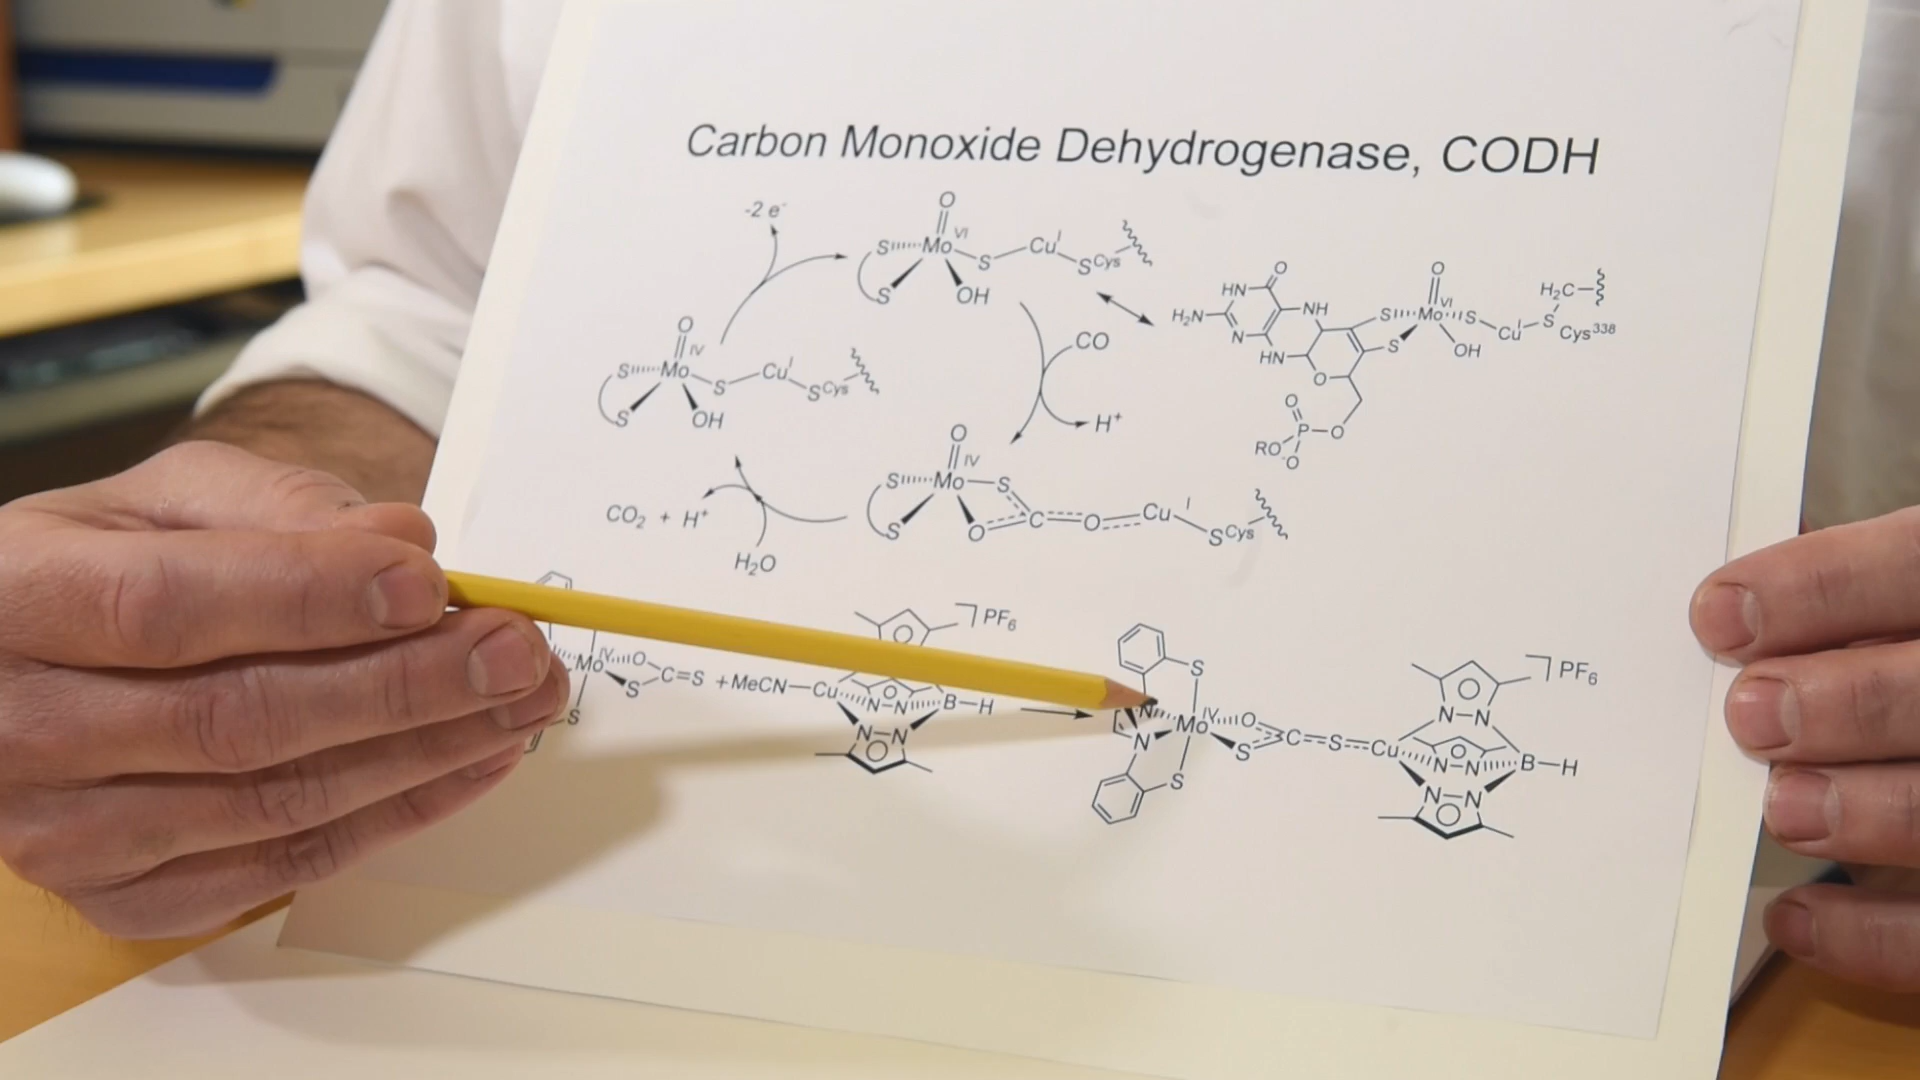 Carbon Monoxide Dehydrogenase, CODH
-2 e⁻
O
S Mo VI S Cu I S Cys
S OH
O
S Mo IV S Cu I S Cys
S OH
CO
H⁺
O
HN NH
H₂N N HN O
S Mo VI S Cu I S Cys³³⁸
O
H₂C
S OH
O
RO P O
O⁻
O
S Mo IV S
S O C O Cu I S Cys
CO₂ + H⁺
H₂O
PF₆
Mo IV O C=S + MeCN—Cu N—N B—H
S
S
N—N
S
N Mo IV O C S Cu N—N B—H
N S
S
N—N
N—N
PF₆